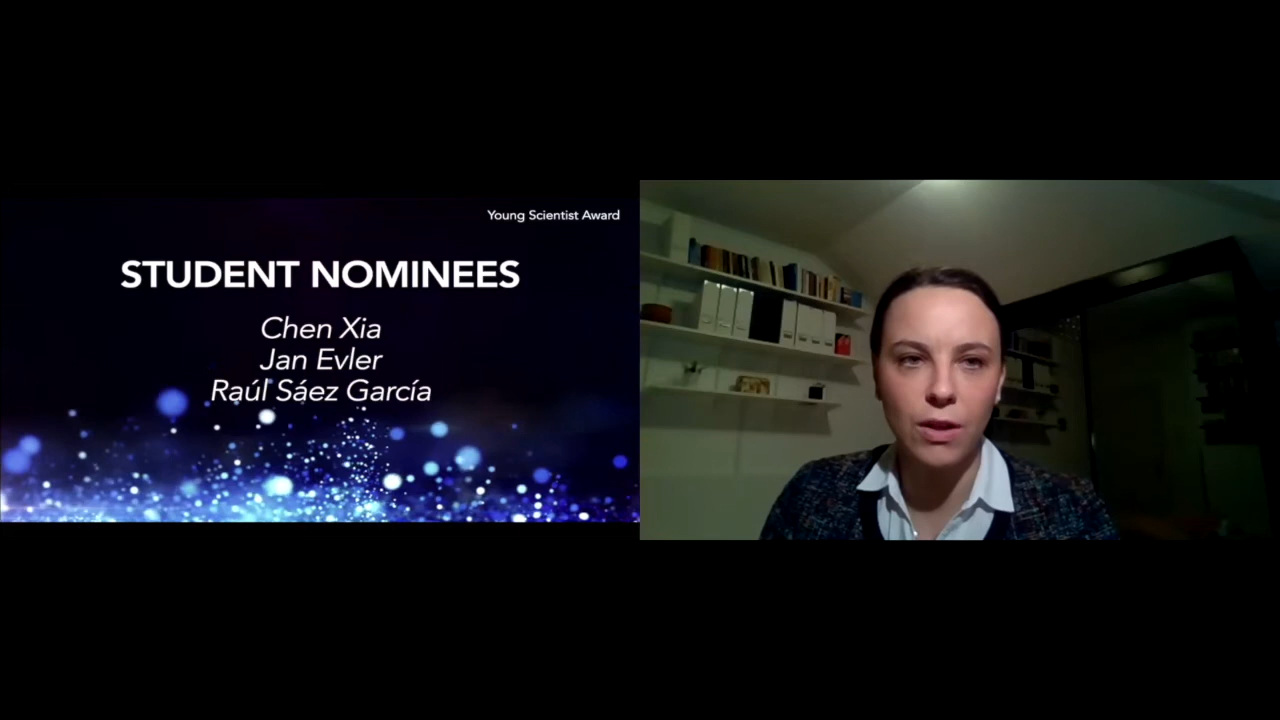 Young Scientist Award
STUDENT NOMINEES
Chen Xia
Jan Evler
Raúl Sáez García